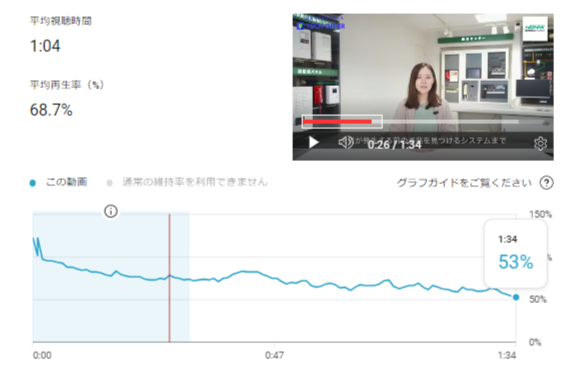 平均視聴時間
1:04
平均再生率（%）
68.7%
0:26 / 1:34
この動画
通常の維持率を利用できません
グラフガイドをご覧ください
150%
1:34
53%
50%
0%
0:00
0:47
1:34